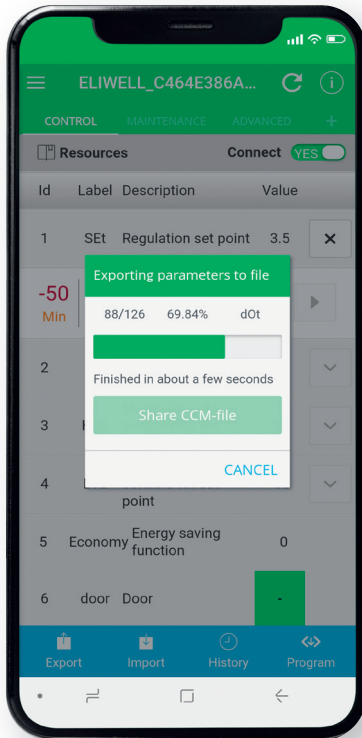 ELIWELL_C464E386A...
CONTROL MAINTENANCE ADVANCED +
Resources Connect YES
Id Label Description Value
1 SEt Regulation set point 3.5
-50
Min
Exporting parameters to file
88/126 69.84% dOt
Finished in about a few seconds
Share CCM-file
CANCEL
2
3
4
point
5 Economy Energy saving function 0
6 door Door -
Export Import History Program